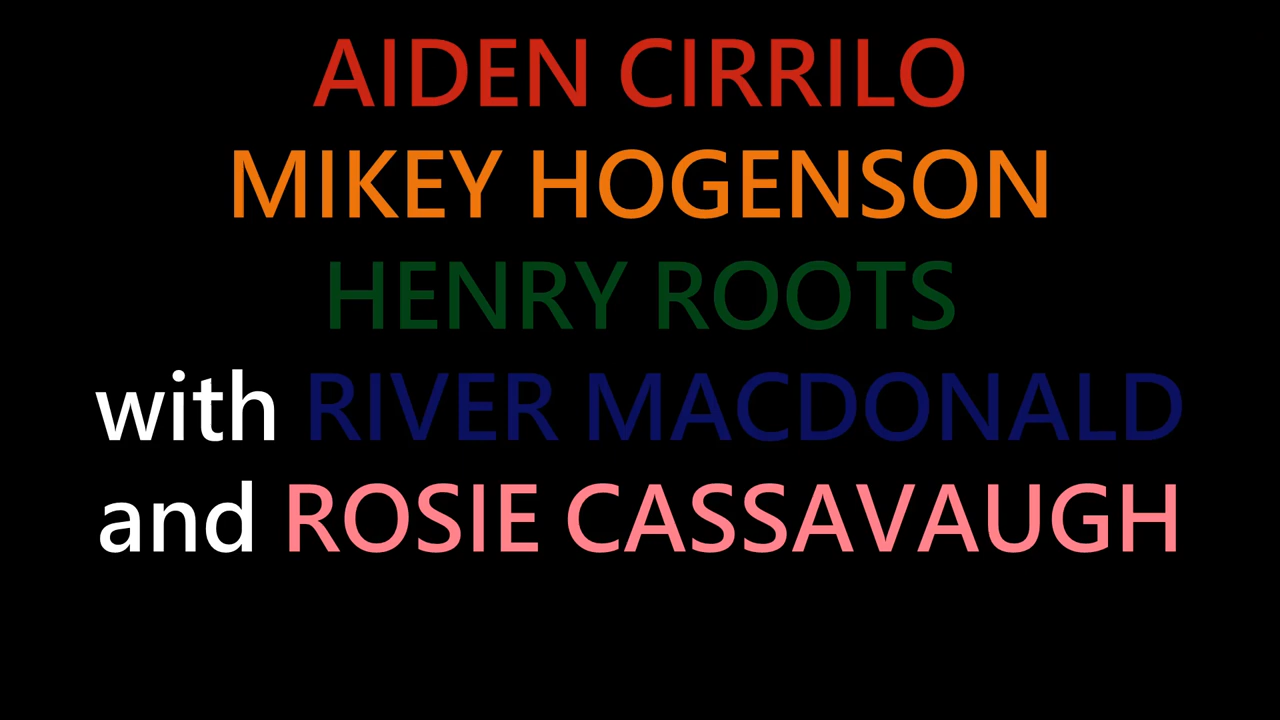 AIDEN CIRRILO
MIKEY HOGENSON
HENRY ROOTS
with RIVER MACDONALD
and ROSIE CASSAVAUGH